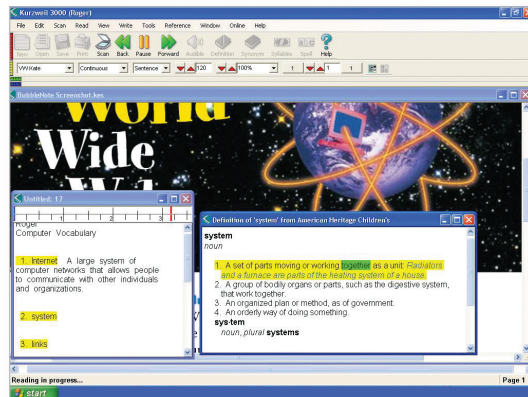 Kurzweil 3000 (Roger)
File Edit Scan Read View Write Tools Reference Window Online Help
New Open Save Print Scan Back Pause Forward Audible Definition Synonym Syllables Spell Help
VW Kate Continuous Sentence 120 100% 1 1 1
BubbleNote Screenshot.kes
World
Wide
Untitled: 17
1 2 3
Roger
Computer Vocabulary
1. Internet A large system of
computer networks that allows people
to communicate with other individuals
and organizations.
2. system
3. links
Definition of 'system' from American Heritage Children's
system
noun
1. A set of parts moving or working together as a unit: Radiators
and a furnace are parts of the heating system of a house.
2. A group of bodily organs or parts, such as the digestive system,
that work together.
3. An organized plan or method, as of government.
4. An orderly way of doing something.
sys·tem
noun, plural systems
Reading in progress...
Page 1
start